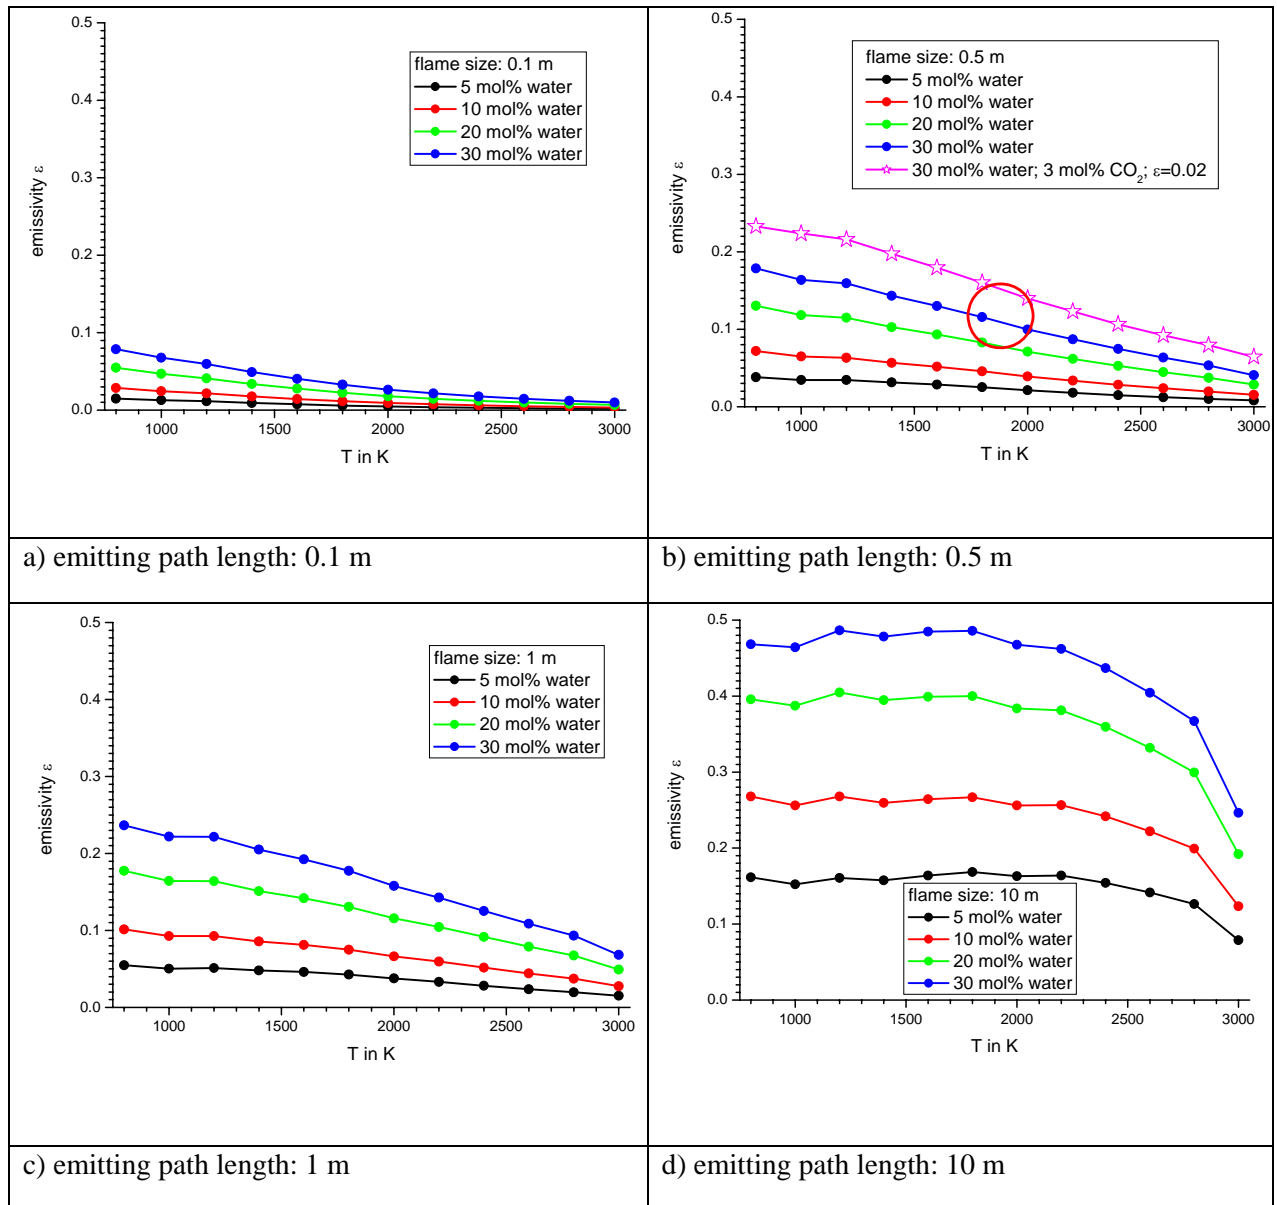 0.5
0.4
0.3
0.2
0.1
0.0
emissivity ε
1000 1500 2000 2500 3000
T in K
flame size: 0.1 m
5 mol% water
10 mol% water
20 mol% water
30 mol% water
a) emitting path length: 0.1 m
0.5
0.4
0.3
0.2
0.1
0.0
emissivity ε
1000 1500 2000 2500 3000
T in K
flame size: 0.5 m
5 mol% water
10 mol% water
20 mol% water
30 mol% water
30 mol% water; 3 mol% CO₂; ε=0.02
b) emitting path length: 0.5 m
0.5
0.4
0.3
0.2
0.1
0.0
emissivity ε
1000 1500 2000 2500 3000
T in K
flame size: 1 m
5 mol% water
10 mol% water
20 mol% water
30 mol% water
c) emitting path length: 1 m
0.5
0.4
0.3
0.2
0.1
0.0
emissivity ε
1000 1500 2000 2500 3000
T in K
flame size: 10 m
5 mol% water
10 mol% water
20 mol% water
30 mol% water
d) emitting path length: 10 m